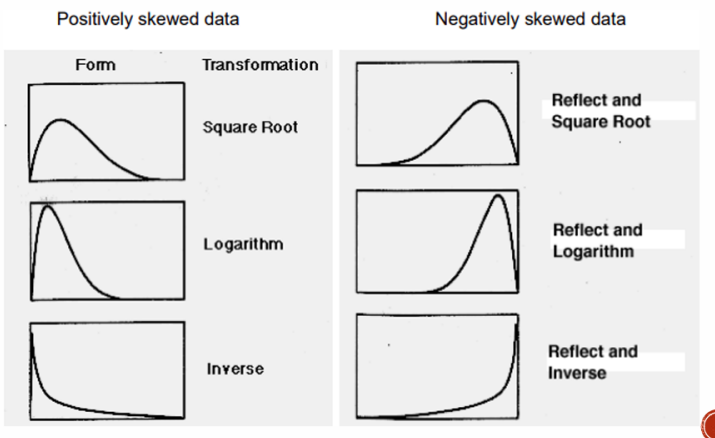 Positively skewed data
Negatively skewed data
Form
Transformation
Square Root
Logarithm
Inverse
Reflect and
Square Root
Reflect and
Logarithm
Reflect and
Inverse